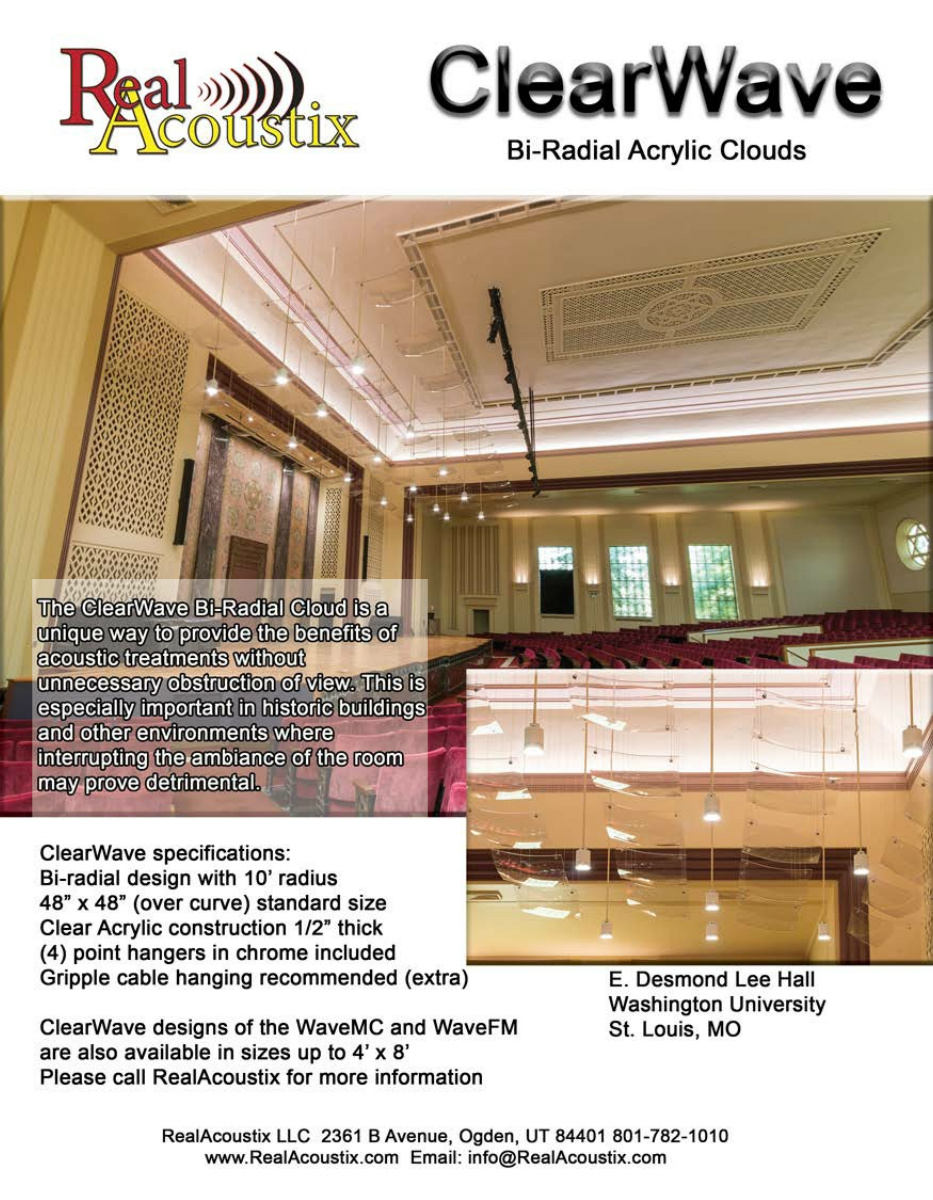 Real
Acoustix
ClearWave
Bi-Radial Acrylic Clouds
The ClearWave Bi-Radial Cloud is a
unique way to provide the benefits of
acoustic treatments without
unnecessary obstruction of view. This is
especially important in historic buildings
and other environments where
interrupting the ambiance of the room
may prove detrimental.
ClearWave specifications:
Bi-radial design with 10’ radius
48” x 48” (over curve) standard size
Clear Acrylic construction 1/2” thick
(4) point hangers in chrome included
Gripple cable hanging recommended (extra)
E. Desmond Lee Hall
Washington University
St. Louis, MO
ClearWave designs of the WaveMC and WaveFM
are also available in sizes up to 4’ x 8’
Please call RealAcoustix for more information
RealAcoustix LLC 2361 B Avenue, Ogden, UT 84401 801-782-1010
www.RealAcoustix.com Email: info@RealAcoustix.com